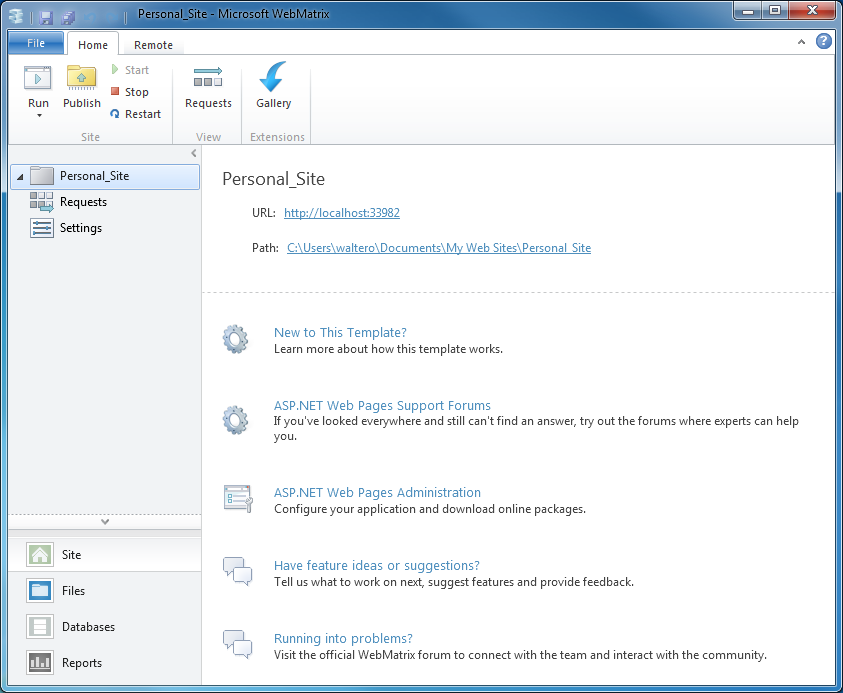 Personal_Site - Microsoft WebMatrix
File Home Remote
Run
Publish
Start
Stop
Restart
Site
Requests
View
Gallery
Extensions
Personal_Site
Requests
Settings
Site
Files
Databases
Reports
Personal_Site
URL: http://localhost:33982
Path: C:\Users\waltero\Documents\My Web Sites\Personal_Site
New to This Template?
Learn more about how this template works.
ASP.NET Web Pages Support Forums
If you've looked everywhere and still can't find an answer, try out the forums where experts can help
you.
ASP.NET Web Pages Administration
Configure your application and download online packages.
Have feature ideas or suggestions?
Tell us what to work on next, suggest features and provide feedback.
Running into problems?
Visit the official WebMatrix forum to connect with the team and interact with the community.